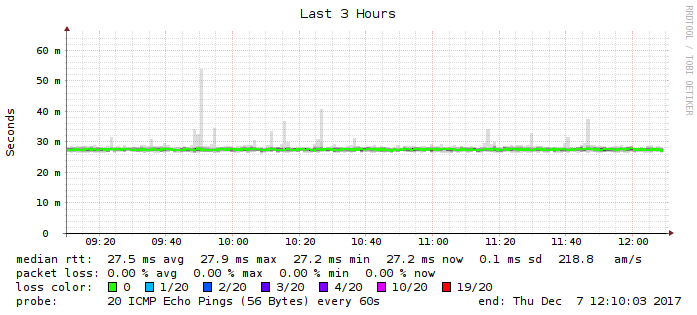 Last 3 Hours
RRDTOOL / TOBI OETIKER
Seconds
60 m
50 m
40 m
30 m
20 m
10 m
0
09:20 09:40 10:00 10:20 10:40 11:00 11:20 11:40 12:00
median rtt: 27.5 ms avg 27.9 ms max 27.2 ms min 27.2 ms now 0.1 ms sd 218.8 am/s
packet loss: 0.00 % avg 0.00 % max 0.00 % min 0.00 % now
loss color: 0 1/20 2/20 3/20 4/20 10/20 19/20
probe: 20 ICMP Echo Pings (56 Bytes) every 60s end: Thu Dec 7 12:10:03 2017